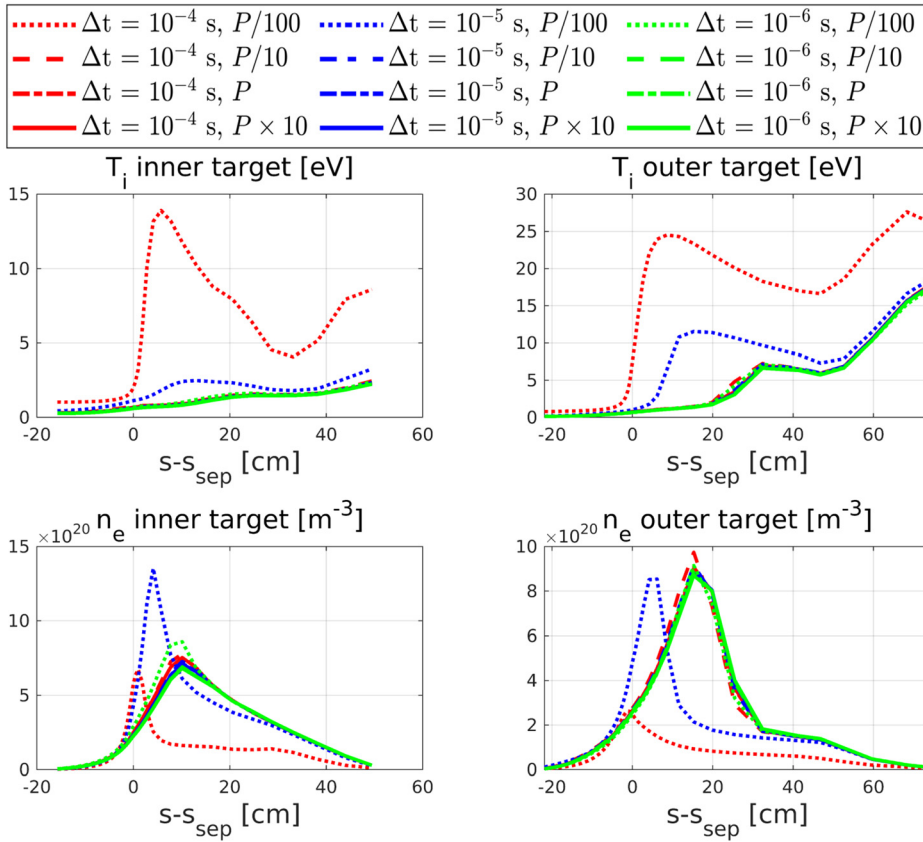 Δt = 10⁻⁴ s, P/100 Δt = 10⁻⁵ s, P/100 Δt = 10⁻⁶ s, P/100
Δt = 10⁻⁴ s, P/10 Δt = 10⁻⁵ s, P/10 Δt = 10⁻⁶ s, P/10
Δt = 10⁻⁴ s, P Δt = 10⁻⁵ s, P Δt = 10⁻⁶ s, P
Δt = 10⁻⁴ s, P × 10 Δt = 10⁻⁵ s, P × 10 Δt = 10⁻⁶ s, P × 10
T_i inner target [eV]
15
10
5
0
-20 0 20 40 60
s-s_sep [cm]
T_i outer target [eV]
30
25
20
15
10
5
0
-20 0 20 40 60
s-s_sep [cm]
×10²⁰ n_e inner target [m⁻³]
15
10
5
0
-20 0 20 40 60
s-s_sep [cm]
×10²⁰ n_e outer target [m⁻³]
10
8
6
4
2
0
-20 0 20 40 60
s-s_sep [cm]